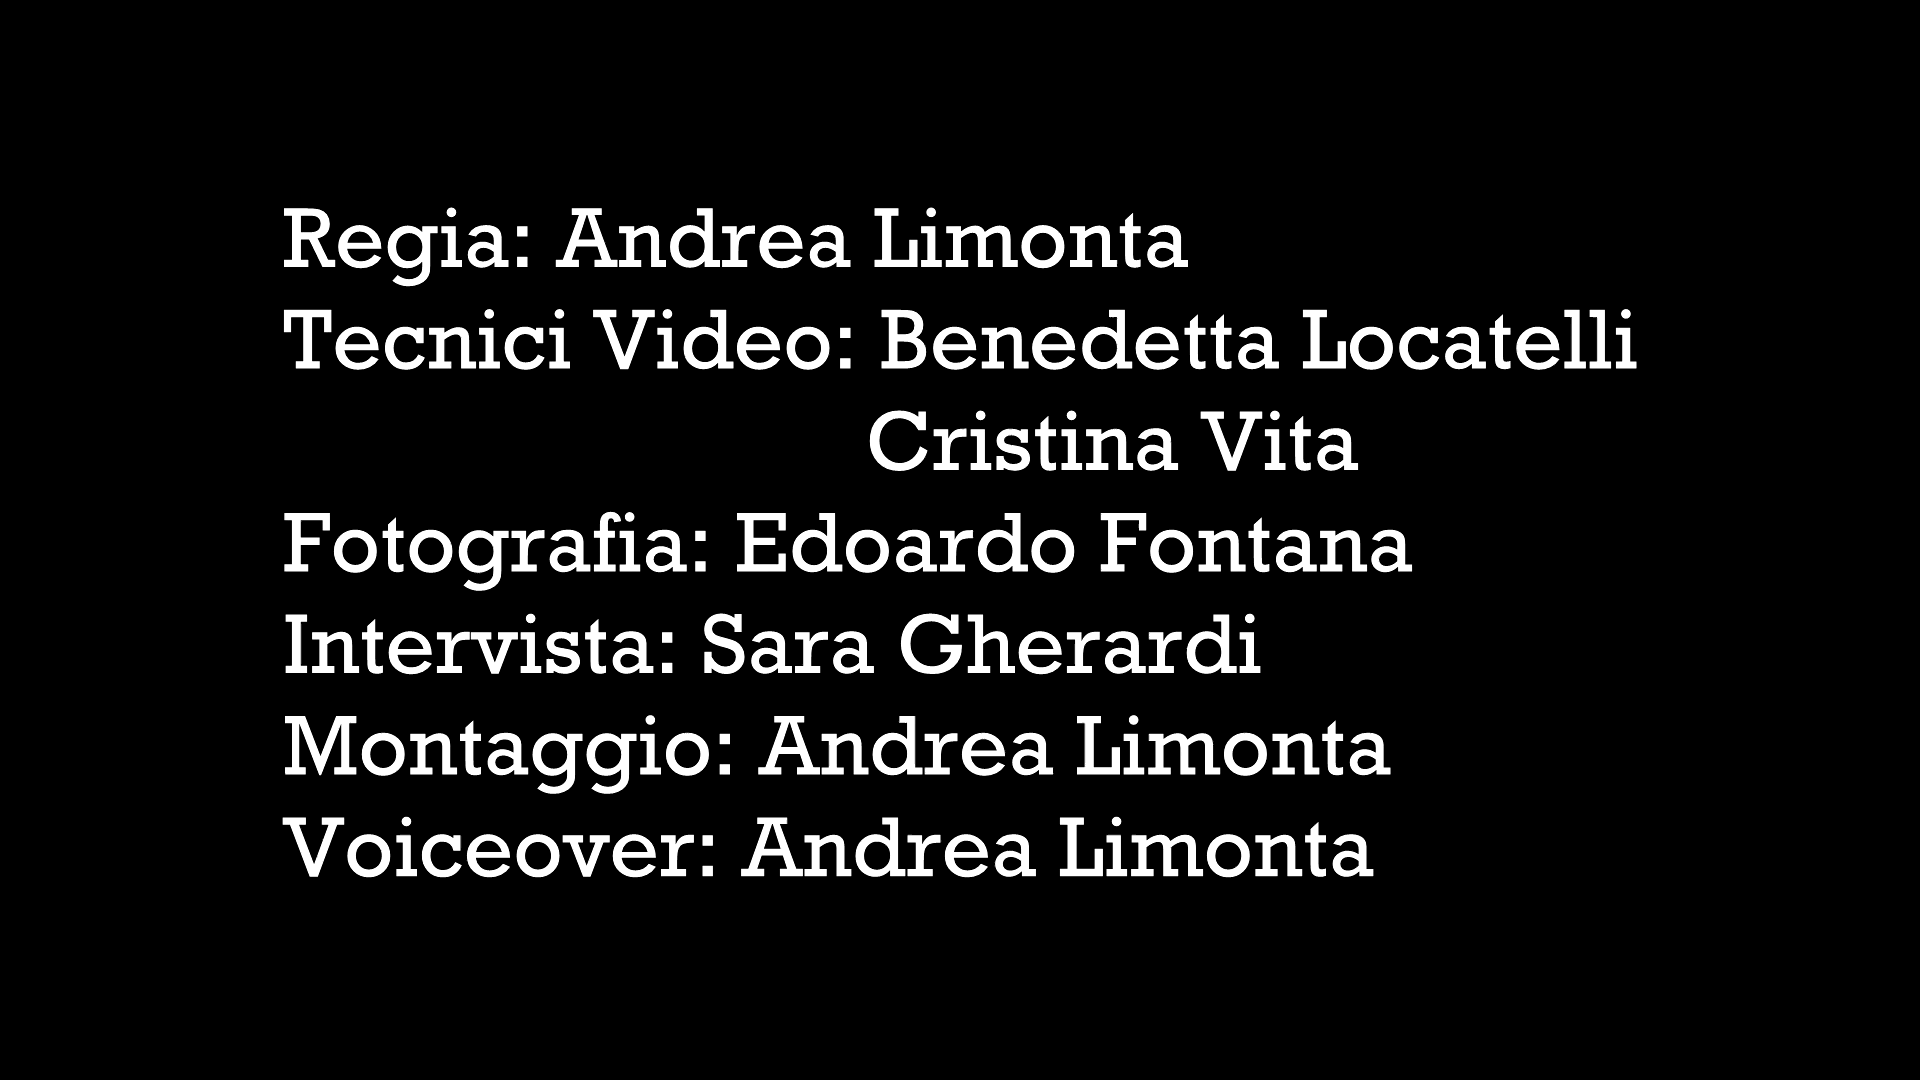 Regia: Andrea Limonta
Tecnici Video: Benedetta Locatelli
Cristina Vita
Fotografia: Edoardo Fontana
Intervista: Sara Gherardi
Montaggio: Andrea Limonta
Voiceover: Andrea Limonta